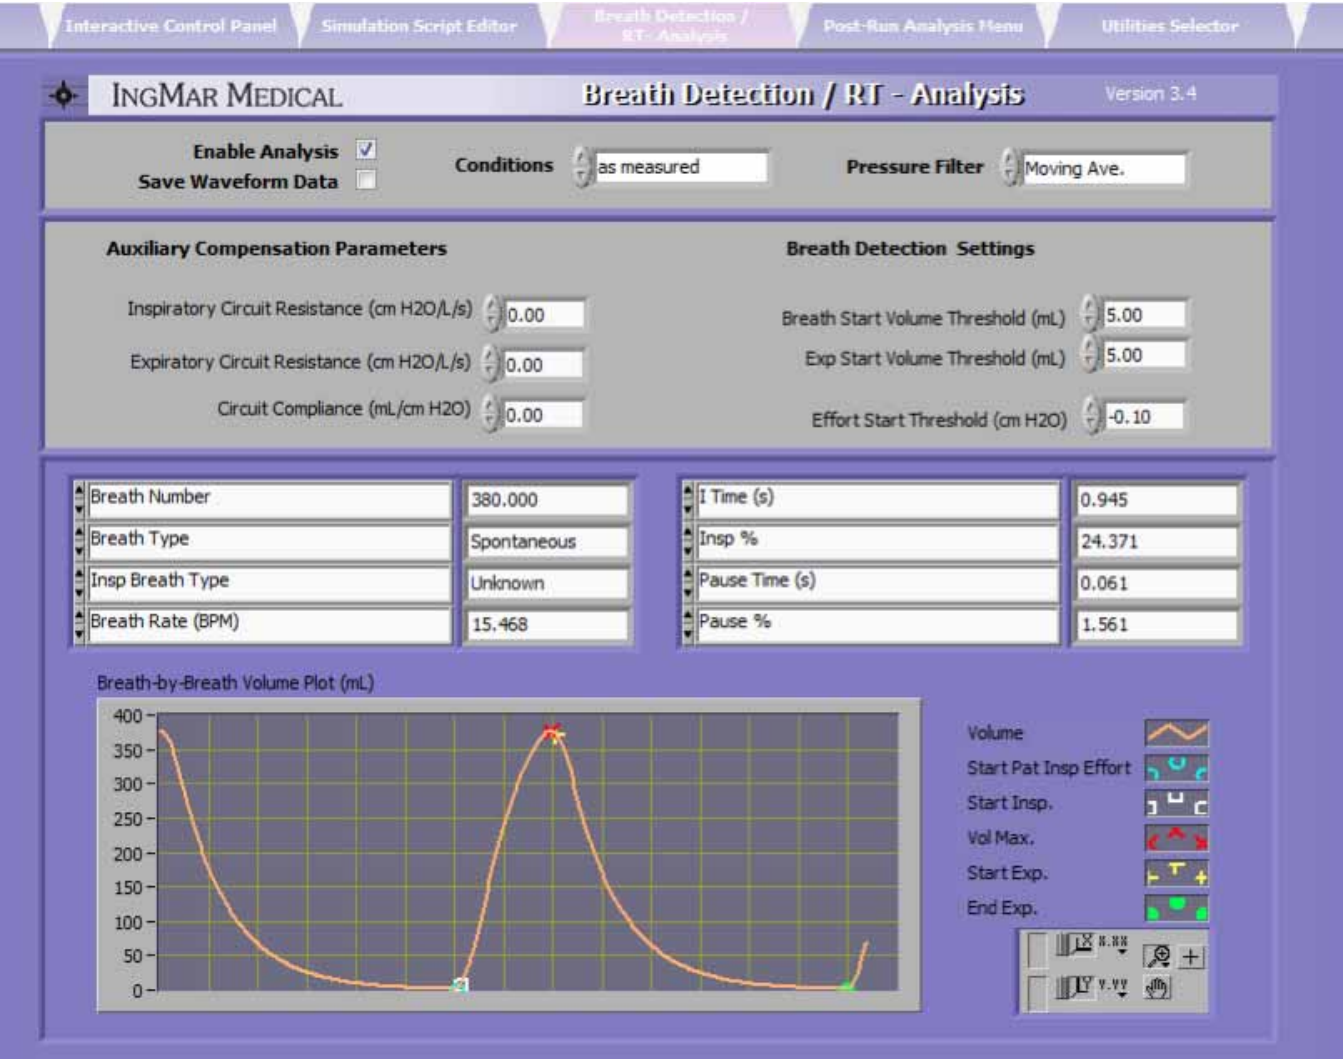 Interactive Control Panel
Simulation Script Editor
Breath Detection /
RT- Analysis
Post-Run Analysis Menu
Utilities Selector
INGMAR MEDICAL
Breath Detection / RT - Analysis
Version 3.4
Enable Analysis
Save Waveform Data
Conditions
as measured
Pressure Filter
Moving Ave.
Auxiliary Compensation Parameters
Inspiratory Circuit Resistance (cm H2O/L/s) 0.00
Expiratory Circuit Resistance (cm H2O/L/s) 0.00
Circuit Compliance (mL/cm H2O) 0.00
Breath Detection Settings
Breath Start Volume Threshold (mL) 5.00
Exp Start Volume Threshold (mL) 5.00
Effort Start Threshold (cm H2O) -0.10
Breath Number 380.000
Breath Type Spontaneous
Insp Breath Type Unknown
Breath Rate (BPM) 15.468
I Time (s) 0.945
Insp % 24.371
Pause Time (s) 0.061
Pause % 1.561
Breath-by-Breath Volume Plot (mL)
400
350
300
250
200
150
100
50
0
Volume
Start Pat Insp Effort
Start Insp.
Vol Max.
Start Exp.
End Exp.
X X.XX
Y Y.YY